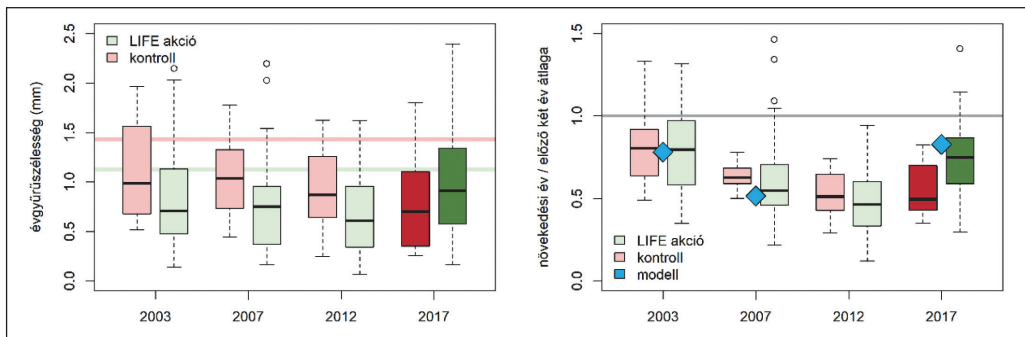 évgyűrűszélesség (mm)
2.5
2.0
1.5
1.0
0.5
0.0
LIFE akció
kontroll
2003
2007
2012
2017
növekedési év / előző két év átlaga
1.5
1.0
0.5
0.0
LIFE akció
kontroll
modell
2003
2007
2012
2017